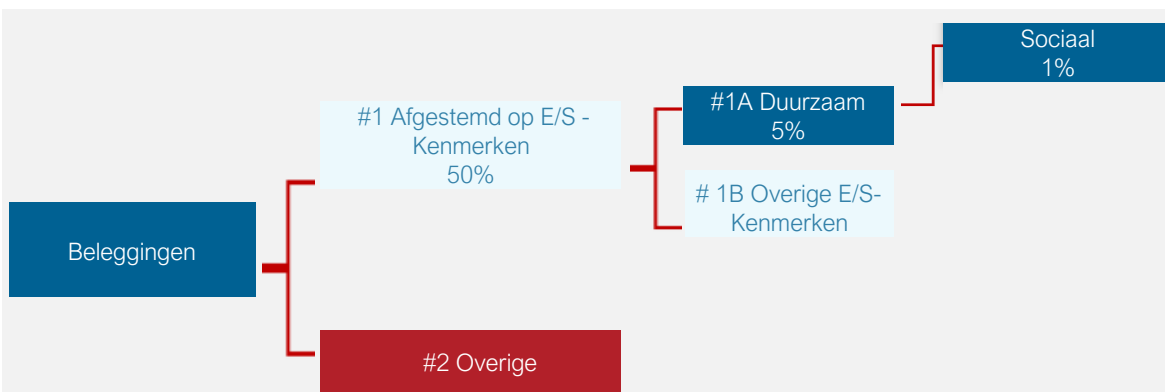 Beleggingen
#1 Afgestemd op E/S -
Kenmerken
50%
#2 Overige
#1A Duurzaam
5%
# 1B Overige E/S-
Kenmerken
Sociaal
1%